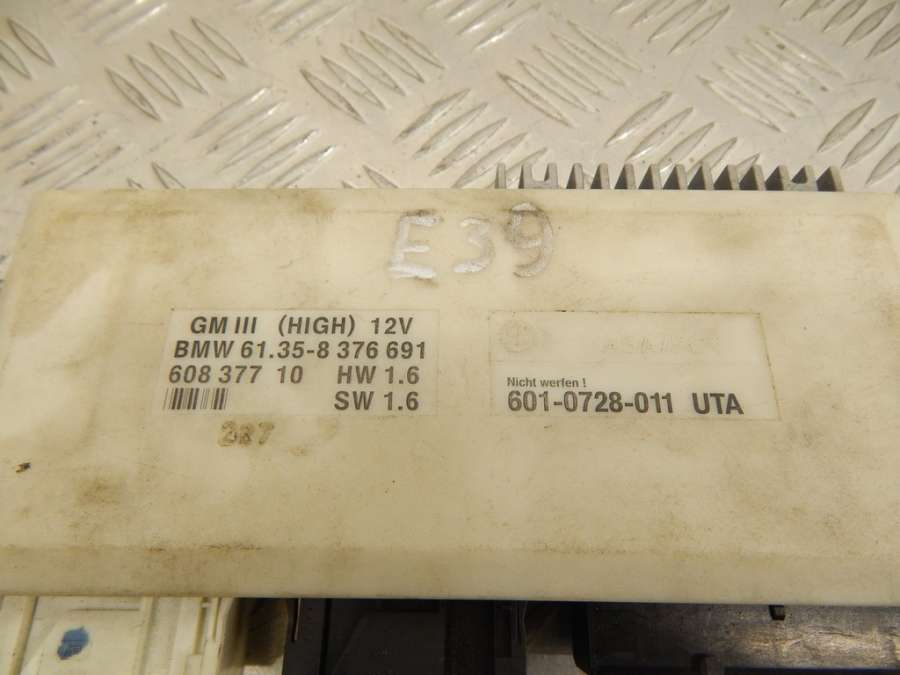 E39
GM III (HIGH) 12V
BMW 61.35-8 376 691
608 377 10 HW 1.6
SW 1.6
Nicht werfen !
601-0728-011 UTA